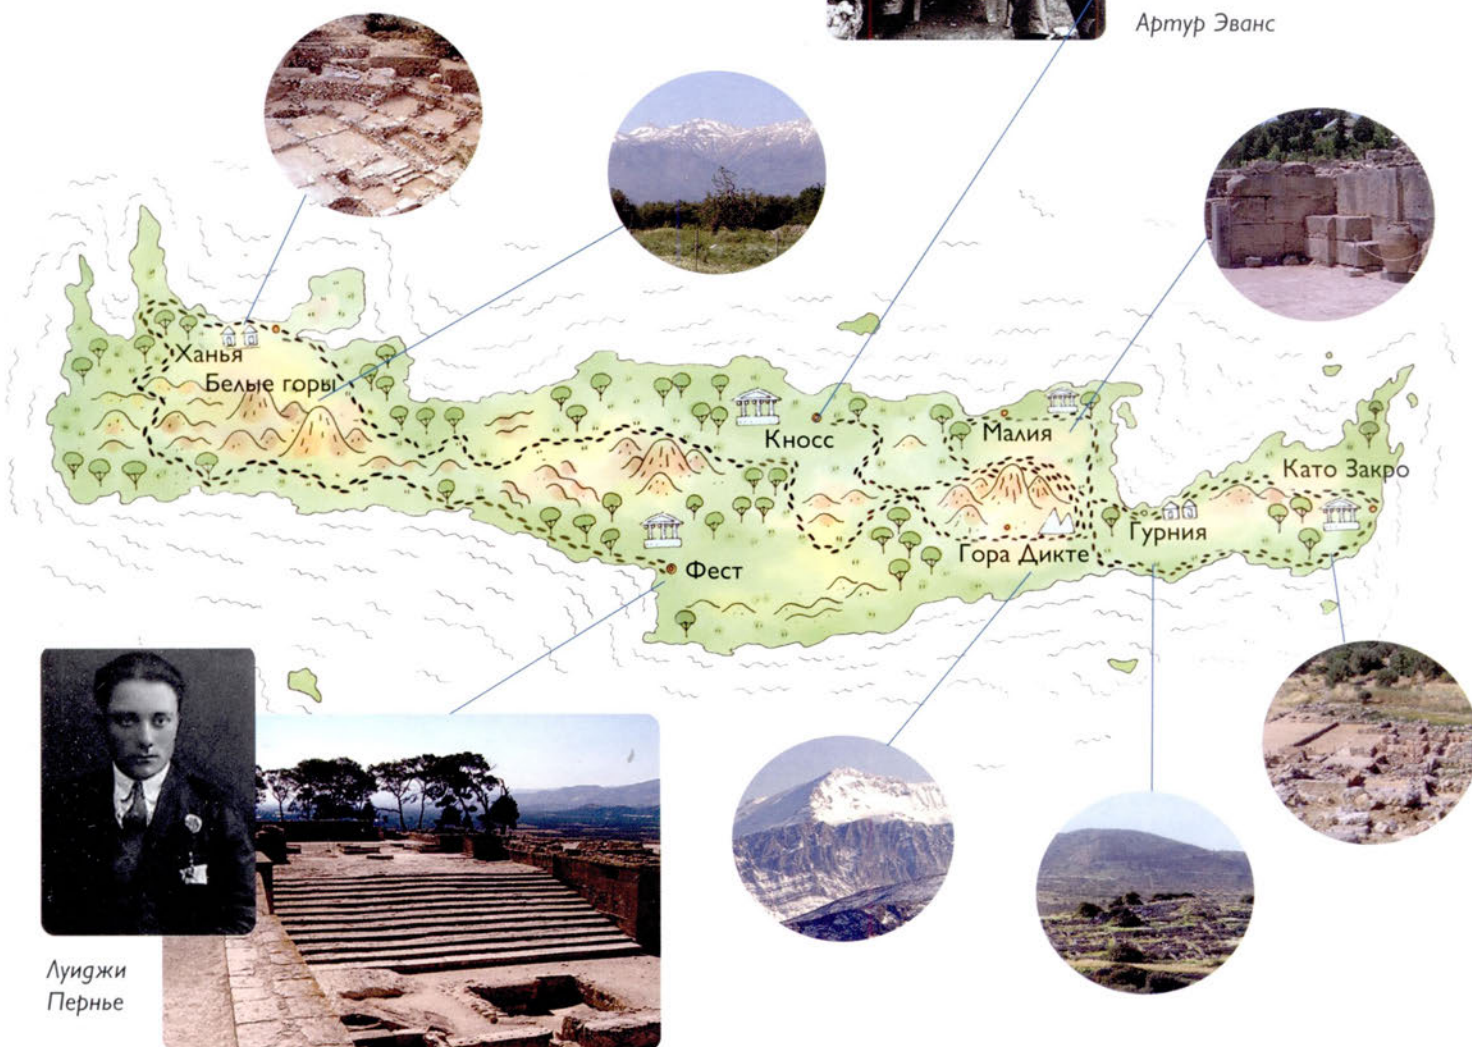 Артур Эванс
Ханья
Белые горы
Кносс
Малия
Като Закро
Гурния
Гора Дикте
Фест
Луиджи
Пернье